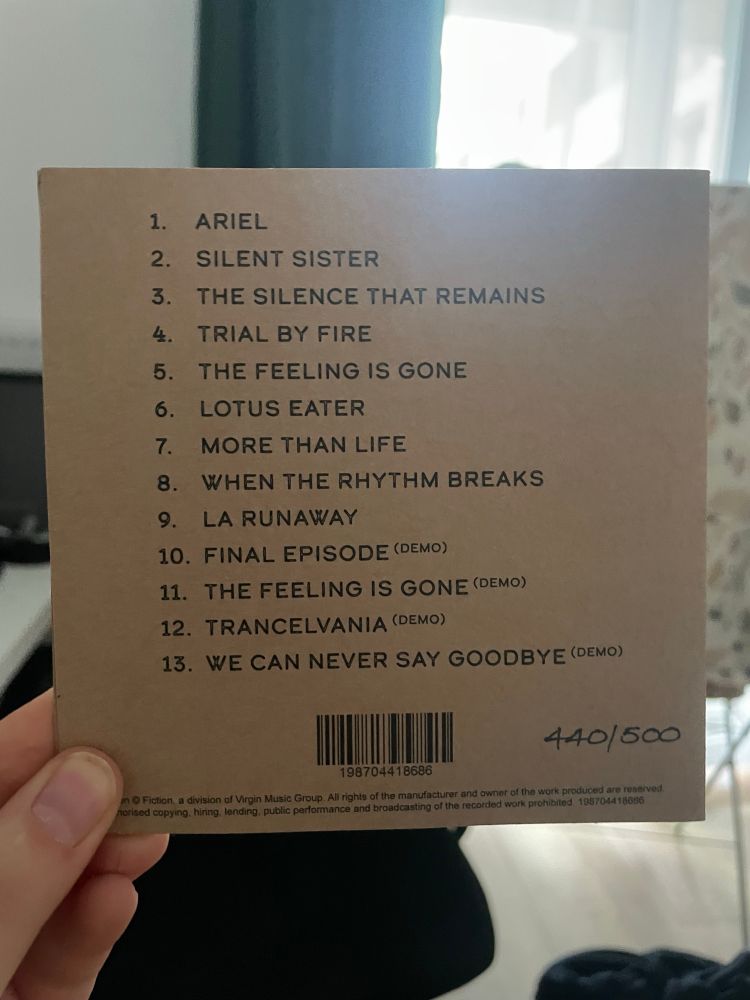 1. ARIEL
2. SILENT SISTER
3. THE SILENCE THAT REMAINS
4. TRIAL BY FIRE
5. THE FEELING IS GONE
6. LOTUS EATER
7. MORE THAN LIFE
8. WHEN THE RHYTHM BREAKS
9. LA RUNAWAY
10. FINAL EPISODE (DEMO)
11. THE FEELING IS GONE (DEMO)
12. TRANCELVANIA (DEMO)
13. WE CAN NEVER SAY GOODBYE (DEMO)
440/500
198704418686
© Fiction, a division of Virgin Music Group. All rights of the manufacturer and owner of the work produced are reserved.
copying, hiring, lending, public performance and broadcasting of the recorded work prohibited. 198704418686